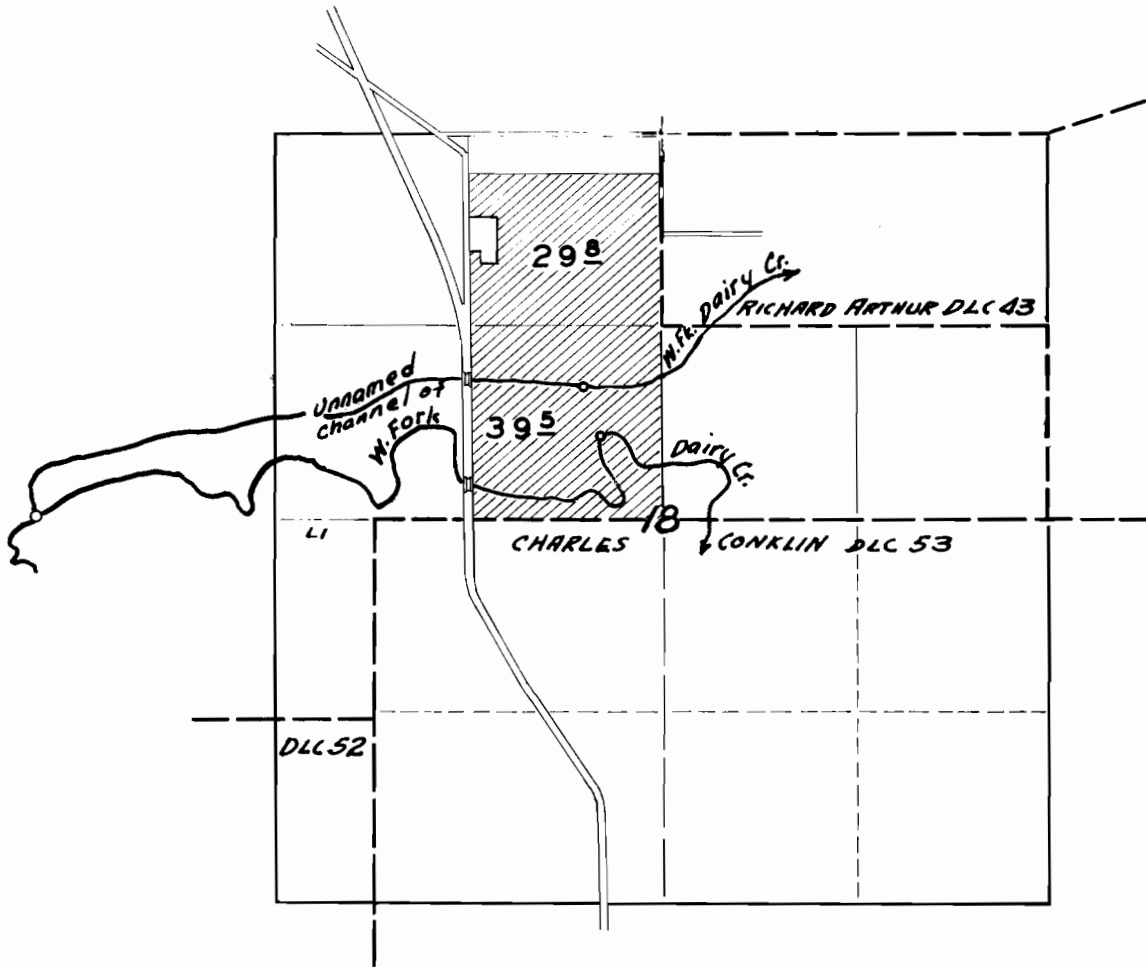 29 8
W. Fk. Dairy Cr.
RICHARD ARTHUR DLC 43
Unnamed
channel of
W. Fork
39 5
Dairy
Cr.
18
L1
CHARLES CONKLIN DLC 53
DLC 52